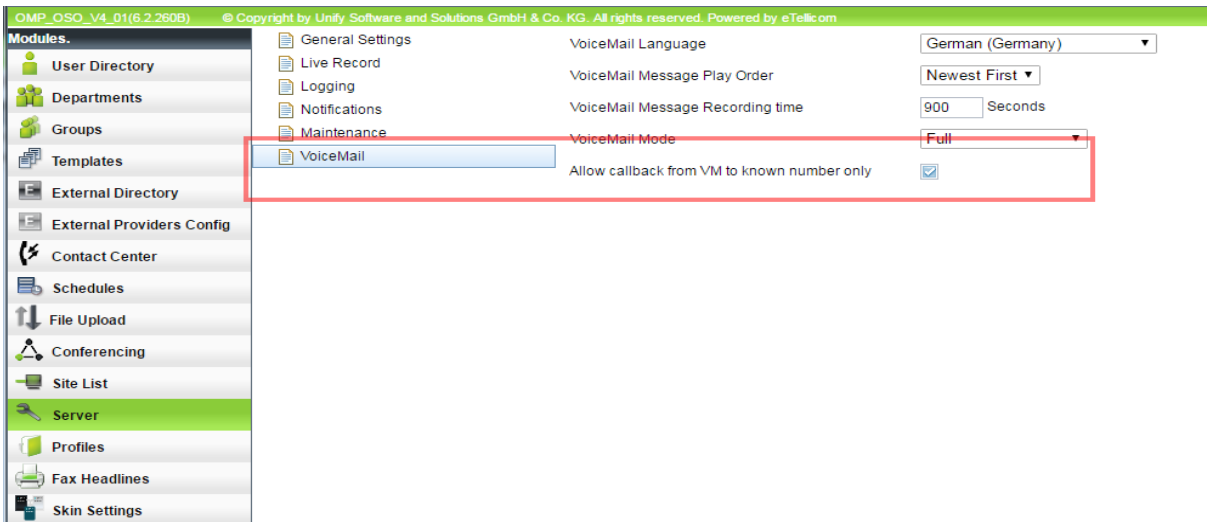 OMP_OSO_V4_01(6.2.260B) © Copyright by Unify Software and Solutions GmbH & Co. KG. All rights reserved. Powered by eTellicom
Modules.
User Directory
Departments
Groups
Templates
External Directory
External Providers Config
Contact Center
Schedules
File Upload
Conferencing
Site List
Server
Profiles
Fax Headlines
Skin Settings
General Settings
Live Record
Logging
Notifications
Maintenance
VoiceMail
VoiceMail Language German (Germany)
VoiceMail Message Play Order Newest First
VoiceMail Message Recording time 900 Seconds
VoiceMail Mode Full
Allow callback from VM to known number only